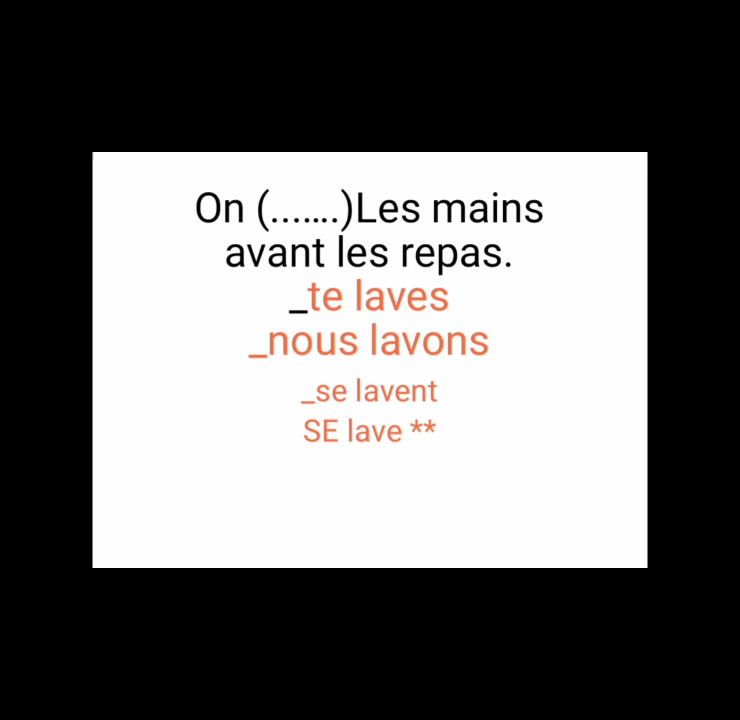 On (.......)Les mains
avant les repas.
_te laves
_nous lavons
_se lavent
SE lave **